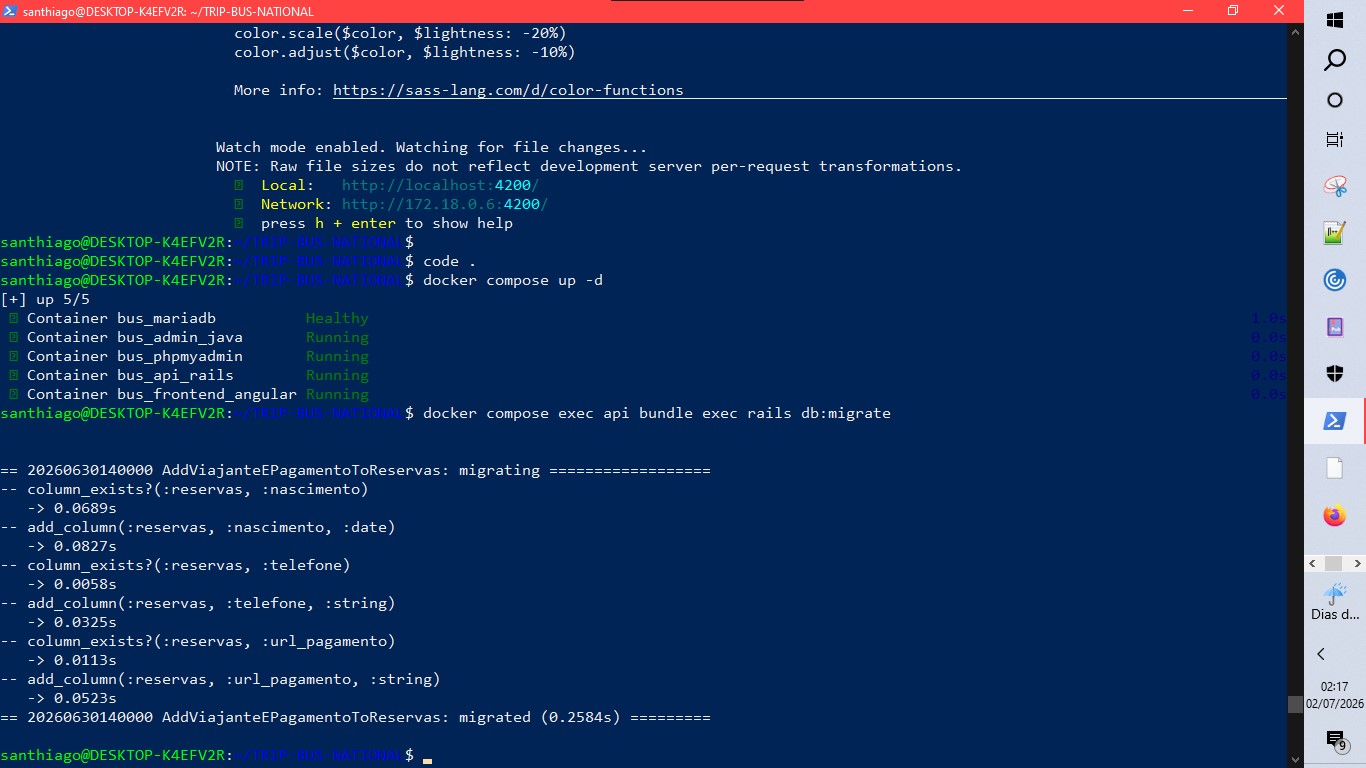 santhiago@DESKTOP-K4EFV2R: ~/TRIP-BUS-NATIONAL
color.scale($color, $lightness: -20%)
color.adjust($color, $lightness: -10%)
More info: https://sass-lang.com/d/color-functions
Watch mode enabled. Watching for file changes...
NOTE: Raw file sizes do not reflect development server per-request transformations.
Local: http://localhost:4200/
Network: http://172.18.0.6:4200/
press h + enter to show help
santhiago@DESKTOP-K4EFV2R:~/TRIP-BUS-NATIONAL$
santhiago@DESKTOP-K4EFV2R:~/TRIP-BUS-NATIONAL$ code .
santhiago@DESKTOP-K4EFV2R:~/TRIP-BUS-NATIONAL$ docker compose up -d
[+] up 5/5
Container bus_mariadb Healthy 1.0s
Container bus_admin_java Running 0.0s
Container bus_phpmyadmin Running 0.0s
Container bus_api_rails Running 0.0s
Container bus_frontend_angular Running 0.0s
santhiago@DESKTOP-K4EFV2R:~/TRIP-BUS-NATIONAL$ docker compose exec api bundle exec rails db:migrate
== 20260630140000 AddViajanteEPagamentoToReservas: migrating ==================
-- column_exists?(:reservas, :nascimento)
-> 0.0689s
-- add_column(:reservas, :nascimento, :date)
-> 0.0827s
-- column_exists?(:reservas, :telefone)
-> 0.0058s
-- add_column(:reservas, :telefone, :string)
-> 0.0325s
-- column_exists?(:reservas, :url_pagamento)
-> 0.0113s
-- add_column(:reservas, :url_pagamento, :string)
-> 0.0523s
== 20260630140000 AddViajanteEPagamentoToReservas: migrated (0.2584s) =========
santhiago@DESKTOP-K4EFV2R:~/TRIP-BUS-NATIONAL$
Dias d...
02:17
02/07/2026
9